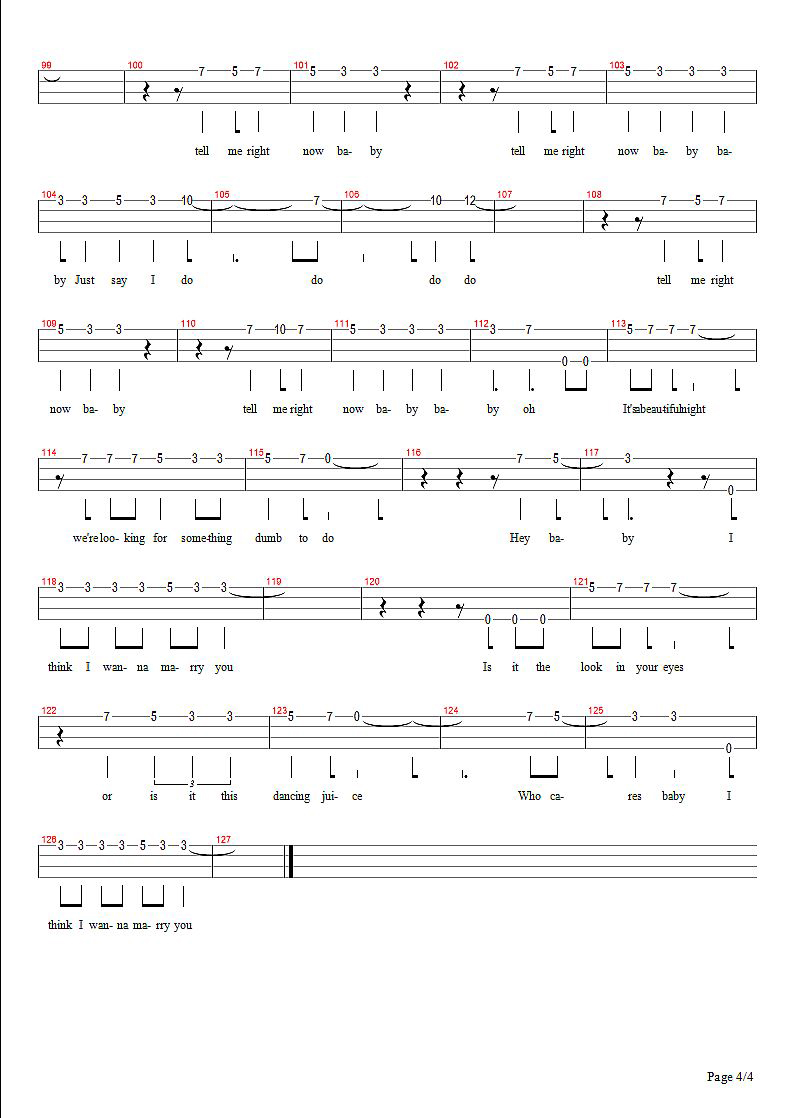 99 100 7 5 7 101 5 3 3 102 7 5 7 103 5 3 3 3
tell me right now ba- by tell me right now ba- by ba-
104 3 3 5 3 10 105 7 106 10 12 107 108 7 5 7
by Just say I do do do do tell me right
109 5 3 3 110 7 10 7 111 5 3 3 3 112 3 7 0 0 113 5 7 7 7
now ba- by tell me right now ba- by ba- by oh It's a beautiful night
114 7 7 7 5 3 3 115 5 7 0 116 7 5 117 3 0
we're loo- king for some-thing dumb to do Hey ba- by I
118 3 3 3 3 5 3 3 119 120 0 0 0 121 5 7 7 7
think I wan- na ma- rry you Is it the look in your eyes
122 7 5 3 3 123 5 7 0 124 7 5 125 3 3 0
3
or is it this dancing jui- ce Who ca- res baby I
126 3 3 3 3 5 3 3 127
think I wan- na ma- rry you
Page 4/4